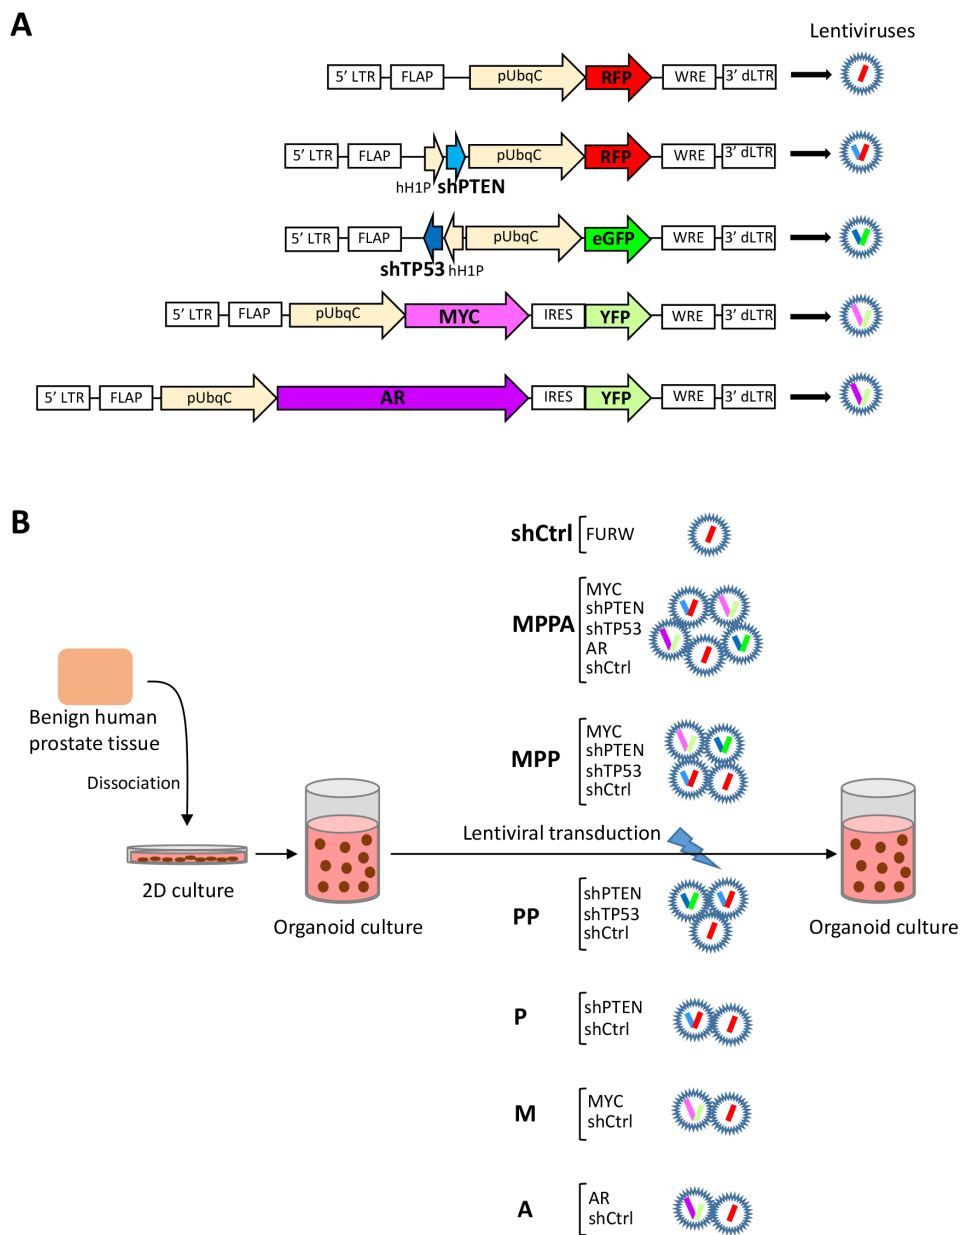 A
Lentiviruses
5' LTR FLAP pUbqC RFP WRE 3' dLTR
5' LTR FLAP pUbqC RFP WRE 3' dLTR
hH1P shPTEN
5' LTR FLAP pUbqC eGFP WRE 3' dLTR
shTP53 hH1P
5' LTR FLAP pUbqC MYC IRES YFP WRE 3' dLTR
5' LTR FLAP pUbqC AR IRES YFP WRE 3' dLTR
B
shCtrl FURW
MPPA
MYC
shPTEN
shTP53
AR
shCtrl
Benign human
prostate tissue
Dissociation
MPP
MYC
shPTEN
shTP53
shCtrl
Lentiviral transduction
2D culture
Organoid culture
Organoid culture
PP
shPTEN
shTP53
shCtrl
P
shPTEN
shCtrl
M
MYC
shCtrl
A
AR
shCtrl